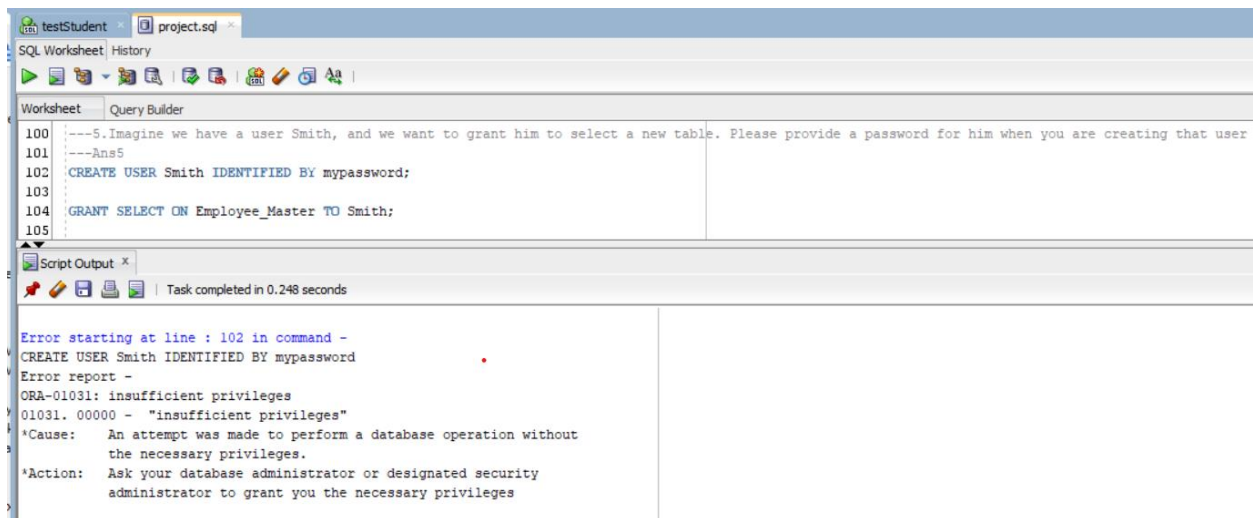 testStudent
project.sql
SQL Worksheet History
Worksheet Query Builder
100 ---5.Imagine we have a user Smith, and we want to grant him to select a new table. Please provide a password for him when you are creating that user
101 ---Ans5
102 CREATE USER Smith IDENTIFIED BY mypassword;
103
104 GRANT SELECT ON Employee_Master TO Smith;
105
Script Output
Task completed in 0.248 seconds
Error starting at line : 102 in command -
CREATE USER Smith IDENTIFIED BY mypassword
Error report -
ORA-01031: insufficient privileges
01031. 00000 - "insufficient privileges"
*Cause: An attempt was made to perform a database operation without
the necessary privileges.
*Action: Ask your database administrator or designated security
administrator to grant you the necessary privileges